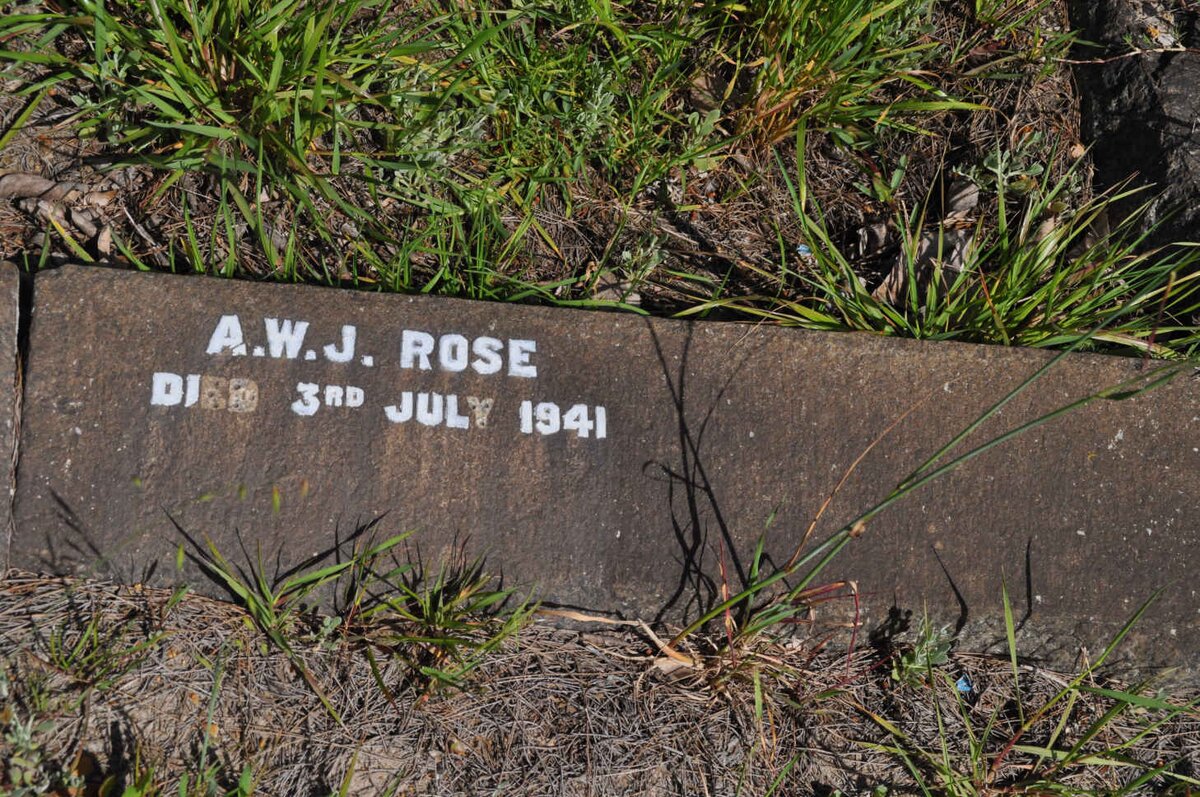 A.W.J. ROSE
DIED 3RD JULY 1941